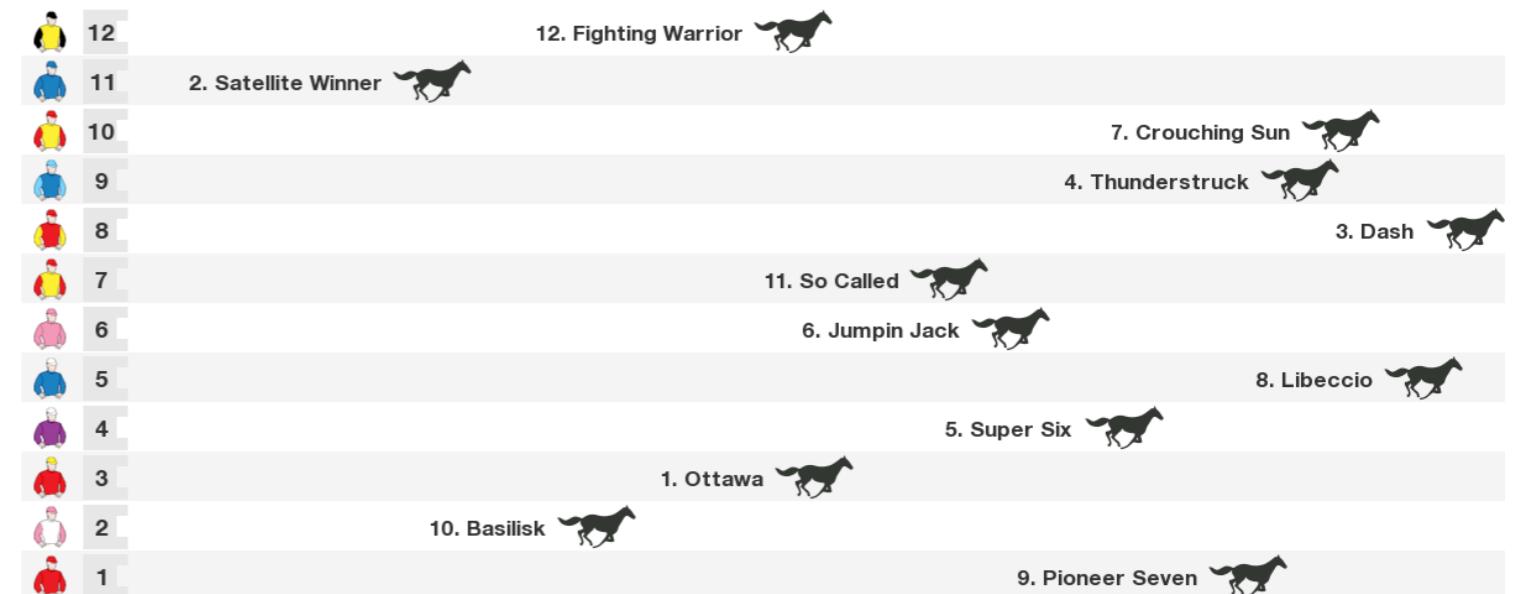 12 12. Fighting Warrior
11 2. Satellite Winner
10 7. Crouching Sun
9 4. Thunderstruck
8 3. Dash
7 11. So Called
6 6. Jumpin Jack
5 8. Libeccio
4 5. Super Six
3 1. Ottawa
2 10. Basilisk
1 9. Pioneer Seven